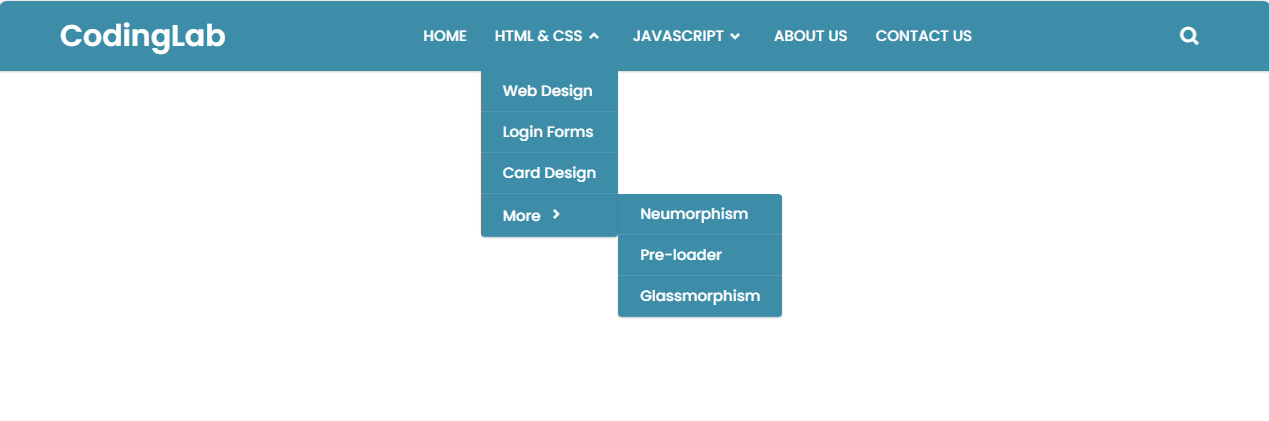 CodingLab HOME HTML & CSS JAVASCRIPT ABOUT US CONTACT US
Web Design
Login Forms
Card Design
More
Neumorphism
Pre-loader
Glassmorphism